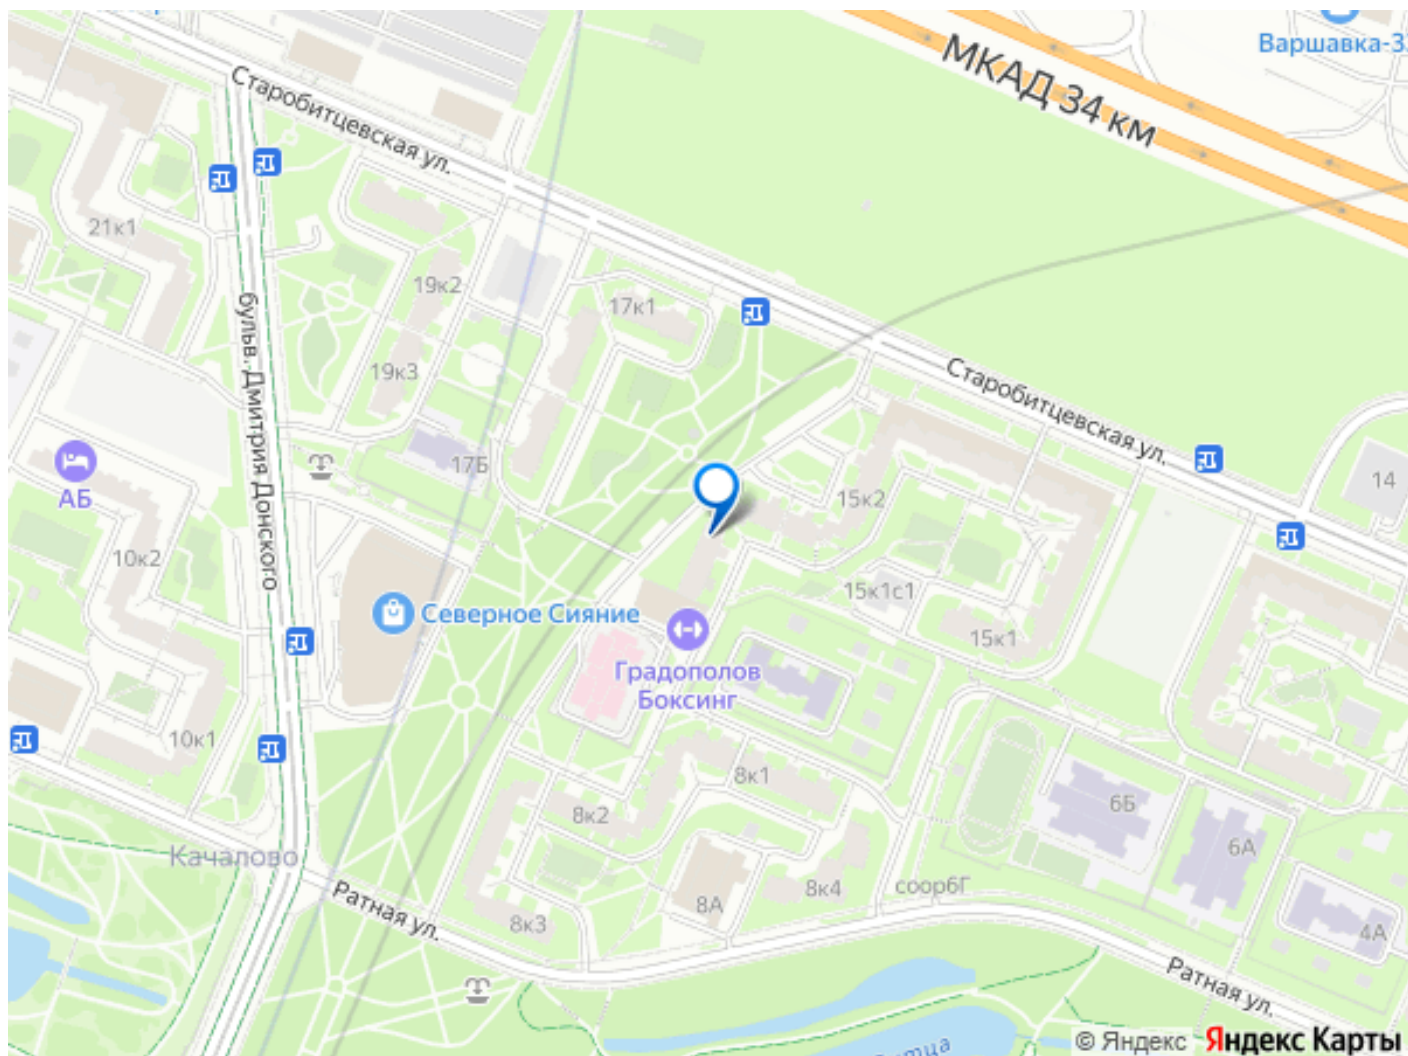 Варшавка-3
МКАД 34 км
Старобитцевская ул.
21к1
19к2
17к1
бульв. Дмитрия Донского
19к3
Старобитцевская ул.
17Б
АБ
15к2
14
10к2
15к1с1
Северное Сияние
15к1
Градополов
Боксинг
10к1
8к1
8к2
6Б
6А
Качалово
8к4
соор6Г
8А
Ратная ул.
8к3
4А
Ратная ул.
© Яндекс Яндекс Карты